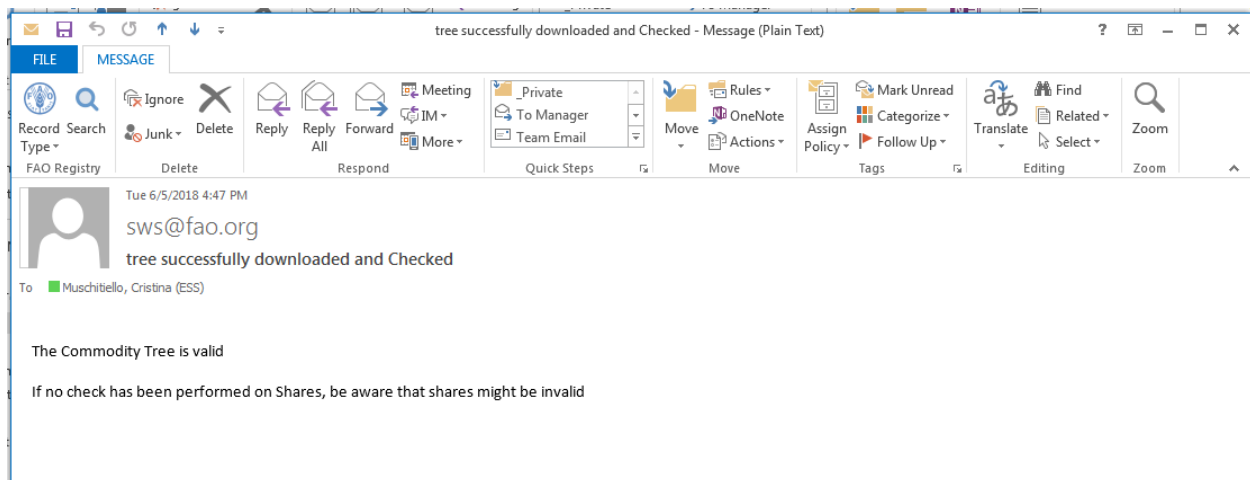 tree successfully downloaded and Checked - Message (Plain Text)
FILE MESSAGE
Record Type Search
FAO Registry
Ignore
Junk
Delete
Delete
Reply Reply All Forward
Meeting
IM
More
Respond
_Private
To Manager
Team Email
Quick Steps
Move
Rules
OneNote
Actions
Move
Assign Policy
Mark Unread
Categorize
Follow Up
Tags
Translate
Find
Related
Select
Editing
Zoom
Zoom
Tue 6/5/2018 4:47 PM
sws@fao.org
tree successfully downloaded and Checked
To Muschitiello, Cristina (ESS)
The Commodity Tree is valid
If no check has been performed on Shares, be aware that shares might be invalid